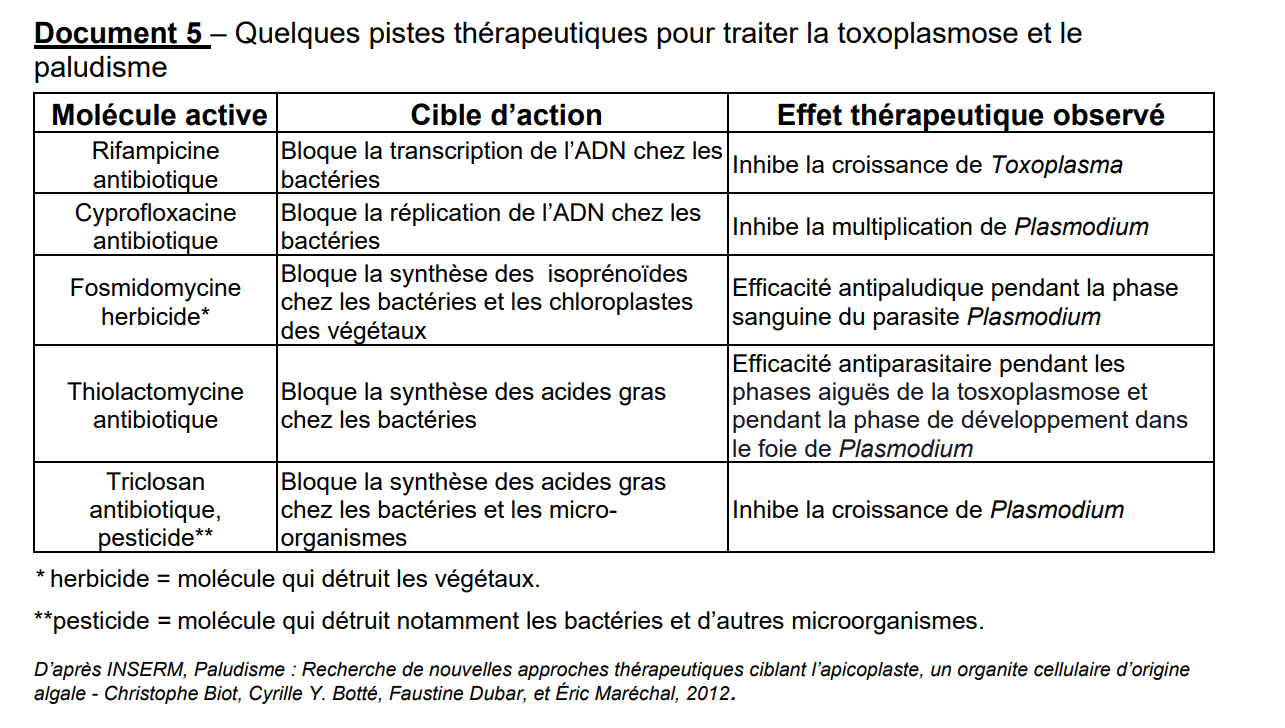 Document 5 – Quelques pistes thérapeutiques pour traiter la toxoplasmose et le
paludisme
Molécule active
Cible d’action
Effet thérapeutique observé
Rifampicine
antibiotique
Bloque la transcription de l’ADN chez les
bactéries
Inhibe la croissance de Toxoplasma
Cyprofloxacine
antibiotique
Bloque la réplication de l’ADN chez les
bactéries
Inhibe la multiplication de Plasmodium
Fosmidomycine
herbicide*
Bloque la synthèse des isoprénoïdes
chez les bactéries et les chloroplastes
des végétaux
Efficacité antipaludique pendant la phase
sanguine du parasite Plasmodium
Thiolactomycine
antibiotique
Bloque la synthèse des acides gras
chez les bactéries
Efficacité antiparasitaire pendant les
phases aiguës de la tosxoplasmose et
pendant la phase de développement dans
le foie de Plasmodium
Triclosan
antibiotique,
pesticide**
Bloque la synthèse des acides gras
chez les bactéries et les micro-
organismes
Inhibe la croissance de Plasmodium
* herbicide = molécule qui détruit les végétaux.
**pesticide = molécule qui détruit notamment les bactéries et d’autres microorganismes.
D’après INSERM, Paludisme : Recherche de nouvelles approches thérapeutiques ciblant l’apicoplaste, un organite cellulaire d’origine
algale - Christophe Biot, Cyrille Y. Botté, Faustine Dubar, et Éric Maréchal, 2012.